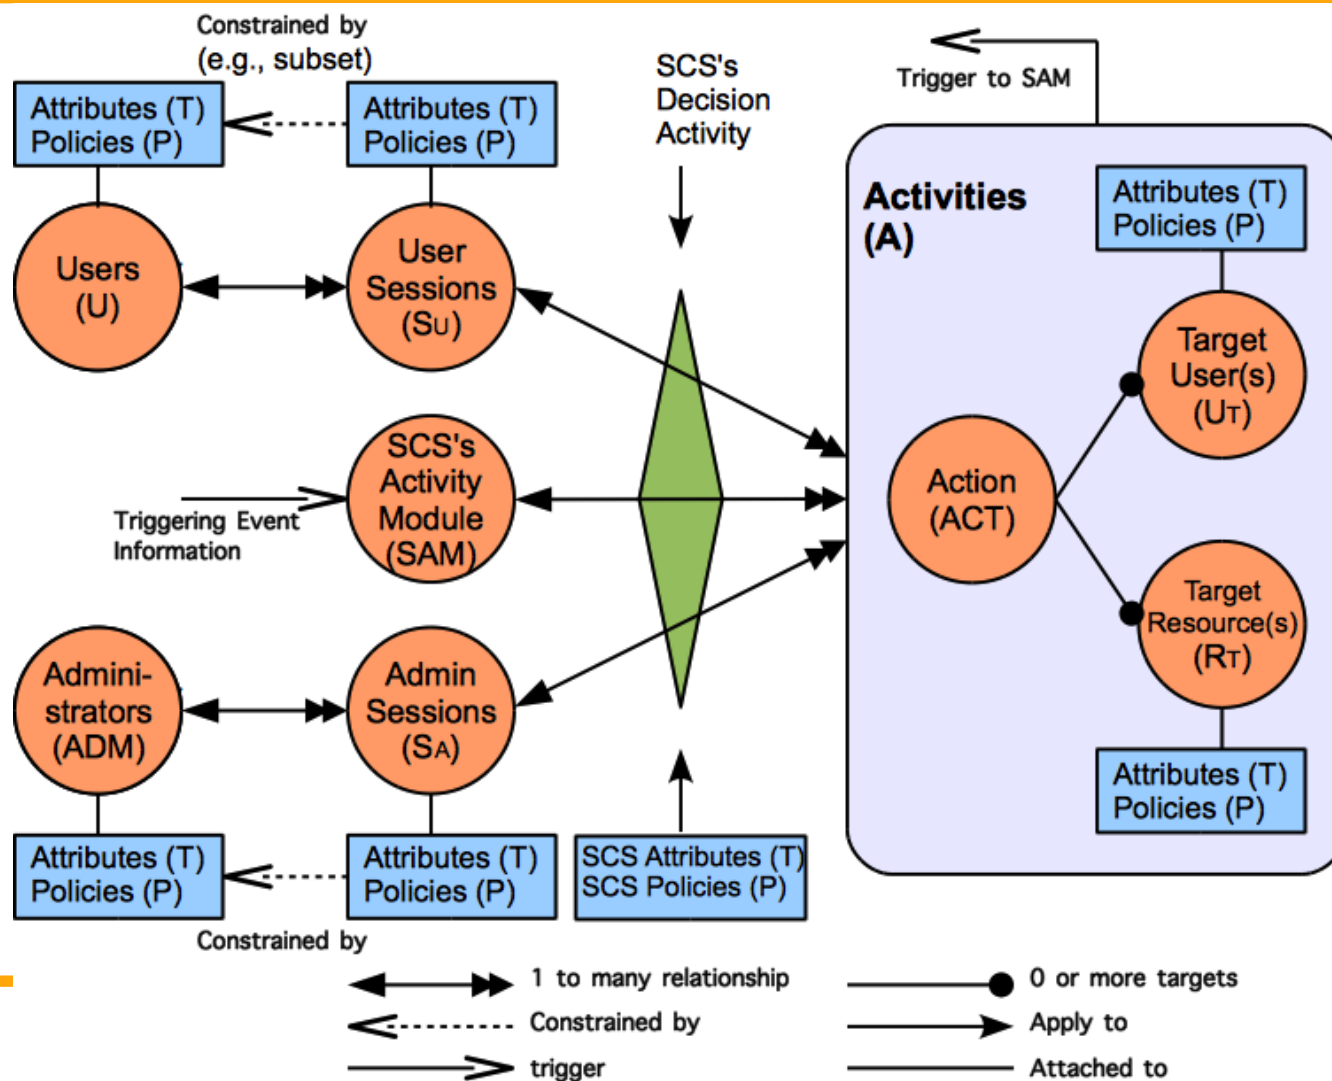 Constrained by
(e.g., subset)
Attributes (T)
Policies (P)
Attributes (T)
Policies (P)
Users
(U)
User
Sessions
(SU)
SCS's
Decision
Activity
Trigger to SAM
Activities
(A)
Attributes (T)
Policies (P)
Target
User(s)
(UT)
Action
(ACT)
Target
Resource(s)
(RT)
Attributes (T)
Policies (P)
SCS's
Activity
Module
(SAM)
Triggering Event
Information
Admini-
strators
(ADM)
Admin
Sessions
(SA)
Attributes (T)
Policies (P)
Attributes (T)
Policies (P)
SCS Attributes (T)
SCS Policies (P)
Constrained by
1 to many relationship
Constrained by
trigger
0 or more targets
Apply to
Attached to